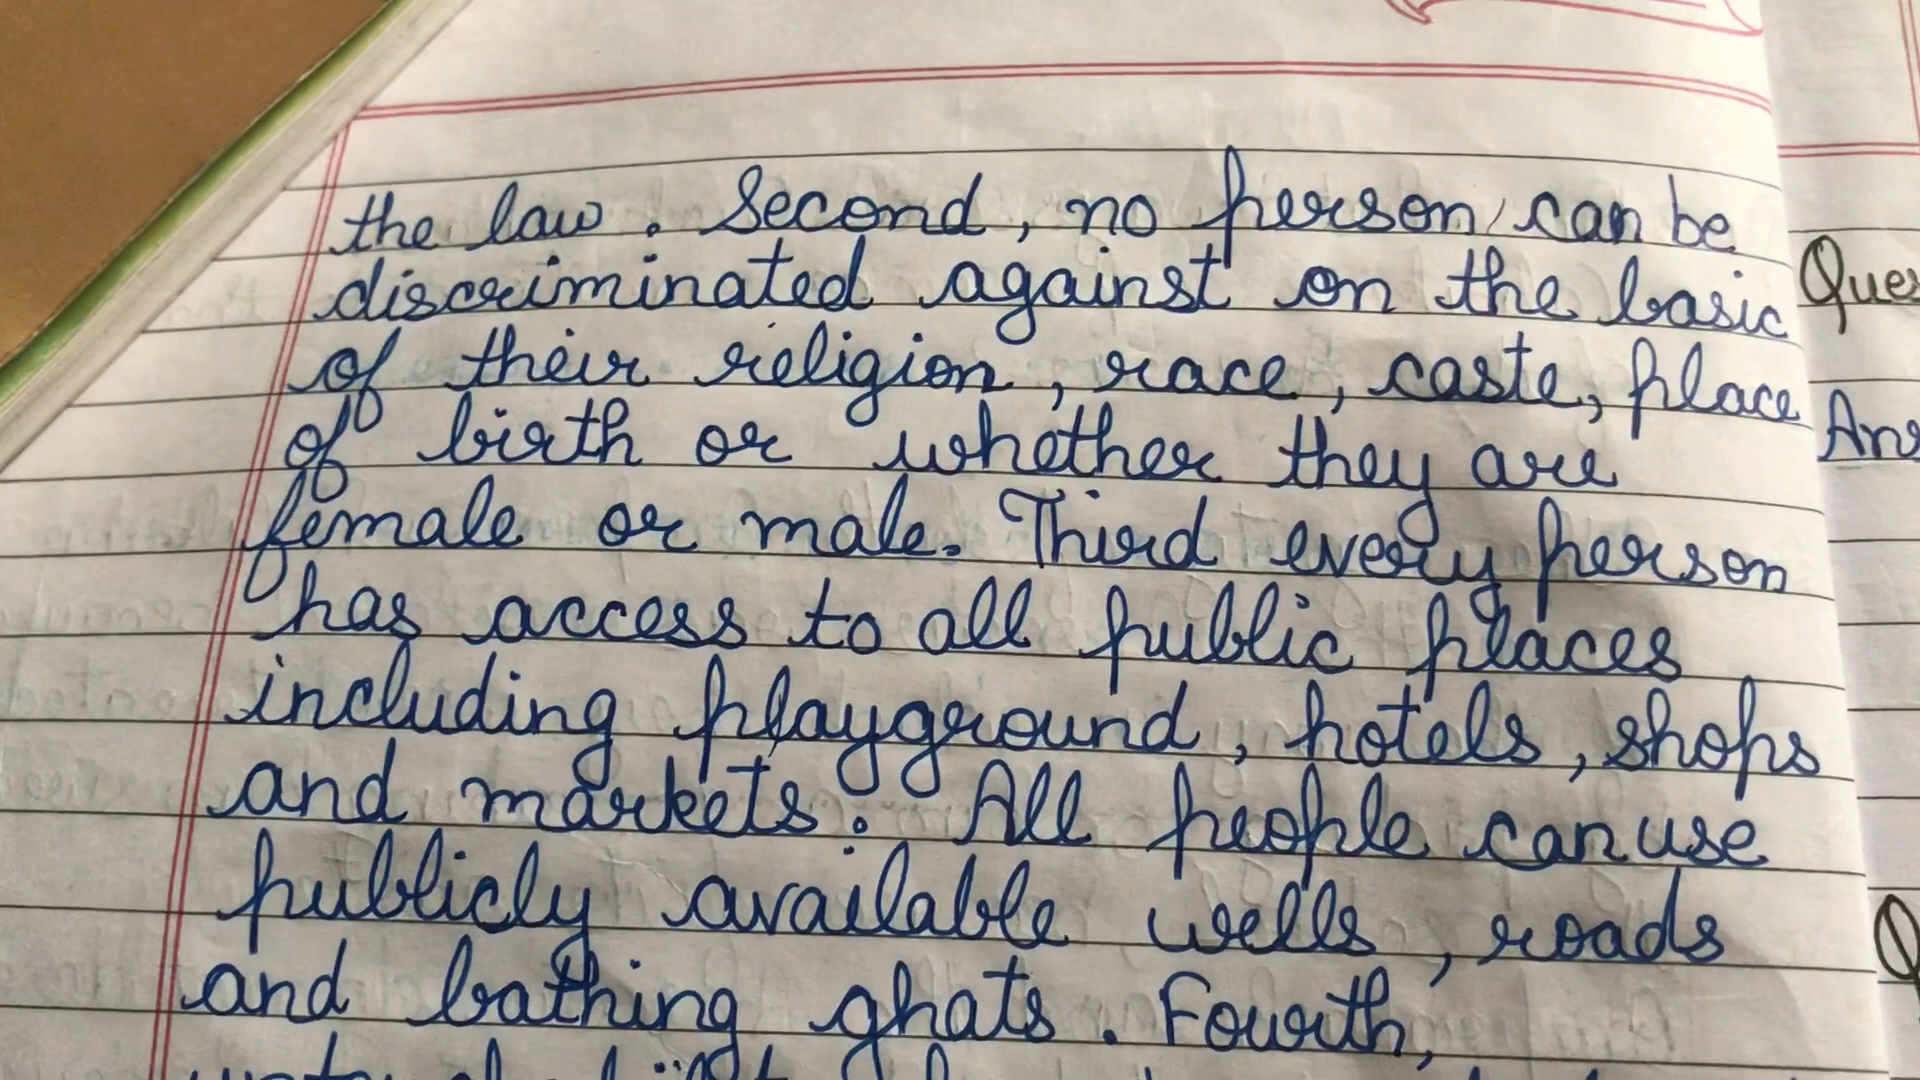 the law. Second, no person can be
discriminated against on the basic
of their religion, race, caste, place
of birth or whether they are
female or male. Third every person
has access to all public places
including playground, hotels, shops
and markets. All people can use
publicly available wells, roads
and bathing ghats. Fourth,
Ques
Ans
Q